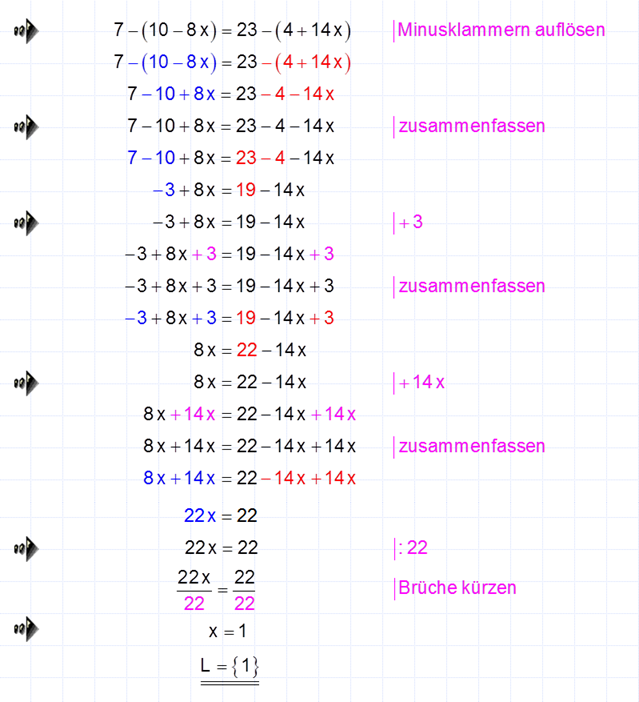 7 − (10 − 8x) = 23 − (4 + 14x) |Minusklammern auflösen
7 − (10 − 8x) = 23 − (4 + 14x)
7 − 10 + 8x = 23 − 4 − 14x
7 − 10 + 8x = 23 − 4 − 14x |zusammenfassen
7 − 10 + 8x = 23 − 4 − 14x
−3 + 8x = 19 − 14x
−3 + 8x = 19 − 14x |+3
−3 + 8x + 3 = 19 − 14x + 3
−3 + 8x + 3 = 19 − 14x + 3 |zusammenfassen
−3 + 8x + 3 = 19 − 14x + 3
8x = 22 − 14x
8x = 22 − 14x |+14x
8x + 14x = 22 − 14x + 14x
8x + 14x = 22 − 14x + 14x |zusammenfassen
8x + 14x = 22 − 14x + 14x
22x = 22
22x = 22 |: 22
22x/22 = 22/22 |Brüche kürzen
x = 1
L = {1}